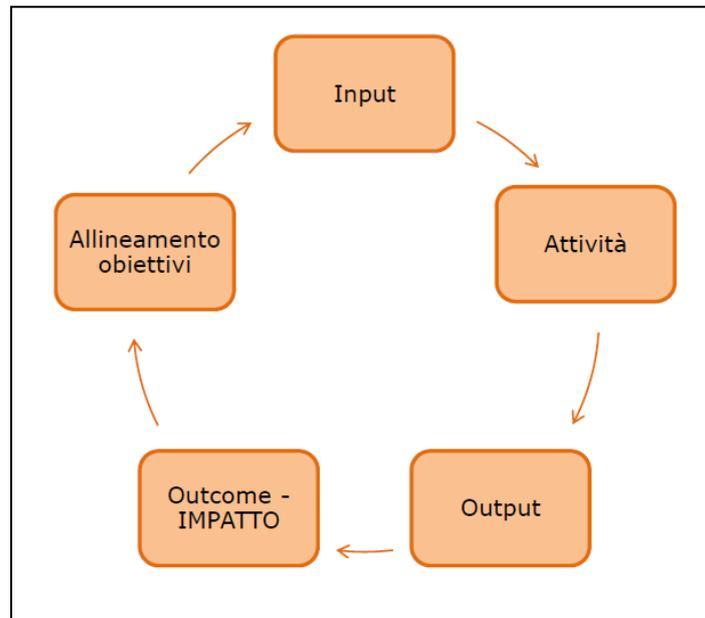 Input
Attività
Output
Outcome -
IMPATTO
Allineamento
obiettivi